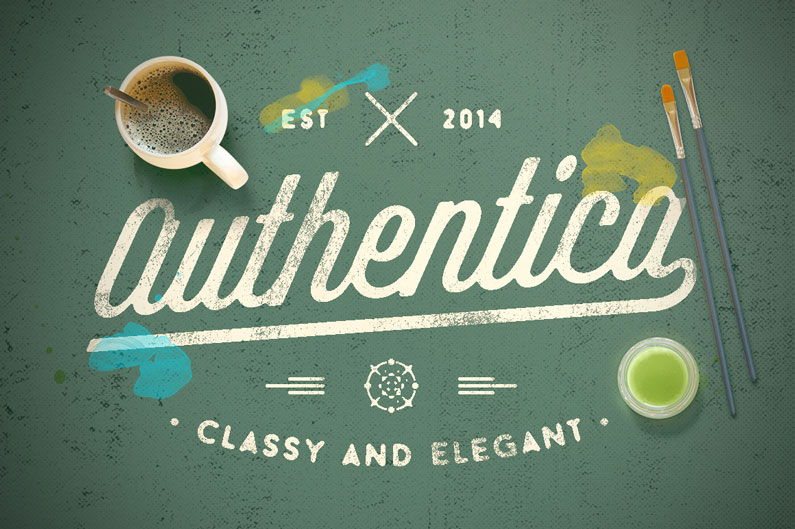 EST 2014
Authentica
• CLASSY AND ELEGANT •